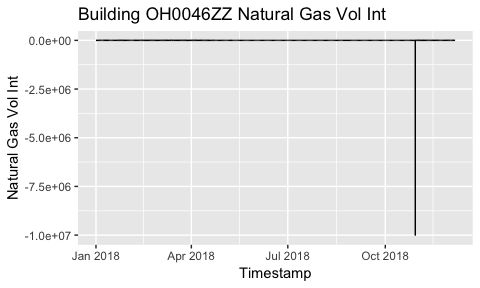 Building OH0046ZZ Natural Gas Vol Int
0.0e+00
-2.5e+06
-5.0e+06
-7.5e+06
-1.0e+07
Natural Gas Vol Int
Jan 2018 Apr 2018 Jul 2018 Oct 2018
Timestamp